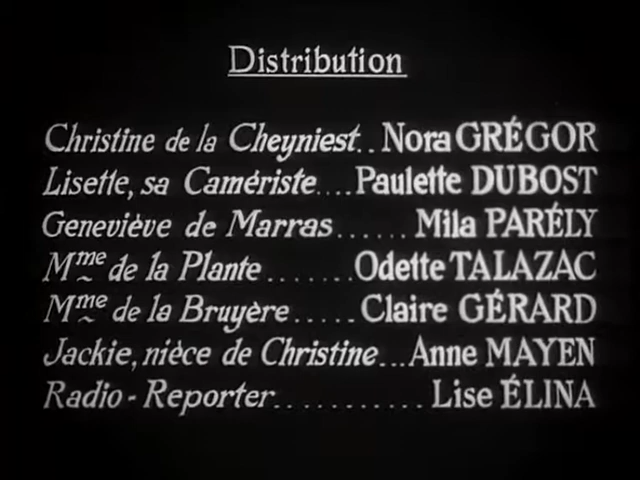 Distribution
Christine de la Cheyniest.. Nora GRÉGOR
Lisette, sa Camériste.... Paulette DUBOST
Geneviève de Marras...... Mila PARÉLY
Mme de la Plante ....... Odette TALAZAC
Mme de la Bruyère..... Claire GÉRARD
Jackie, nièce de Christine... Anne MAYEN
Radio-Reporter........... Lise ÉLINA